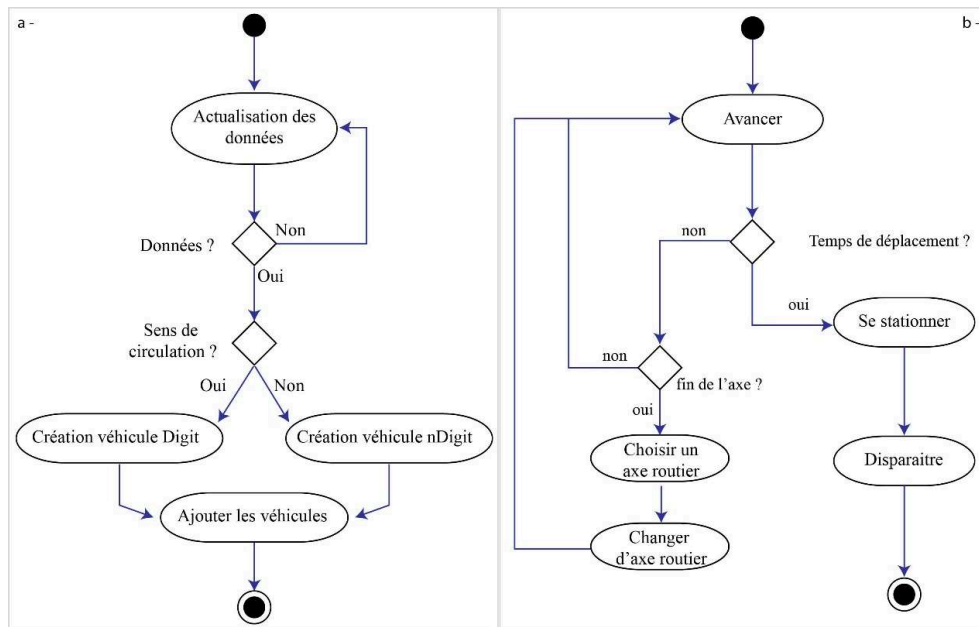 a -
Actualisation des
données
Non
Données ?
Oui
Sens de
circulation ?
Oui
Non
Création véhicule Digit
Création véhicule nDigit
Ajouter les véhicules
b -
Avancer
non
Temps de déplacement ?
oui
Se stationner
non
fin de l'axe ?
oui
Choisir un
axe routier
Disparaitre
Changer
d'axe routier